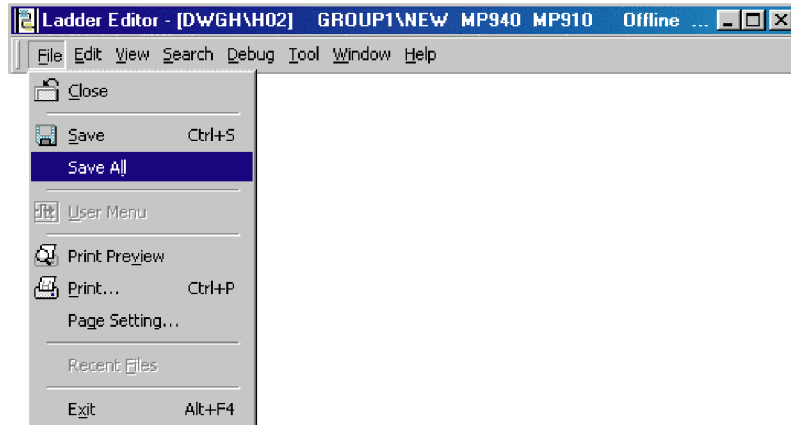 Ladder Editor - [DWGH\H02] GROUP1\NEW MP940 MP910 Offline ...
File Edit View Search Debug Tool Window Help
Close
Save Ctrl+S
Save All
User Menu
Print Preview
Print... Ctrl+P
Page Setting...
Recent Files
Exit Alt+F4